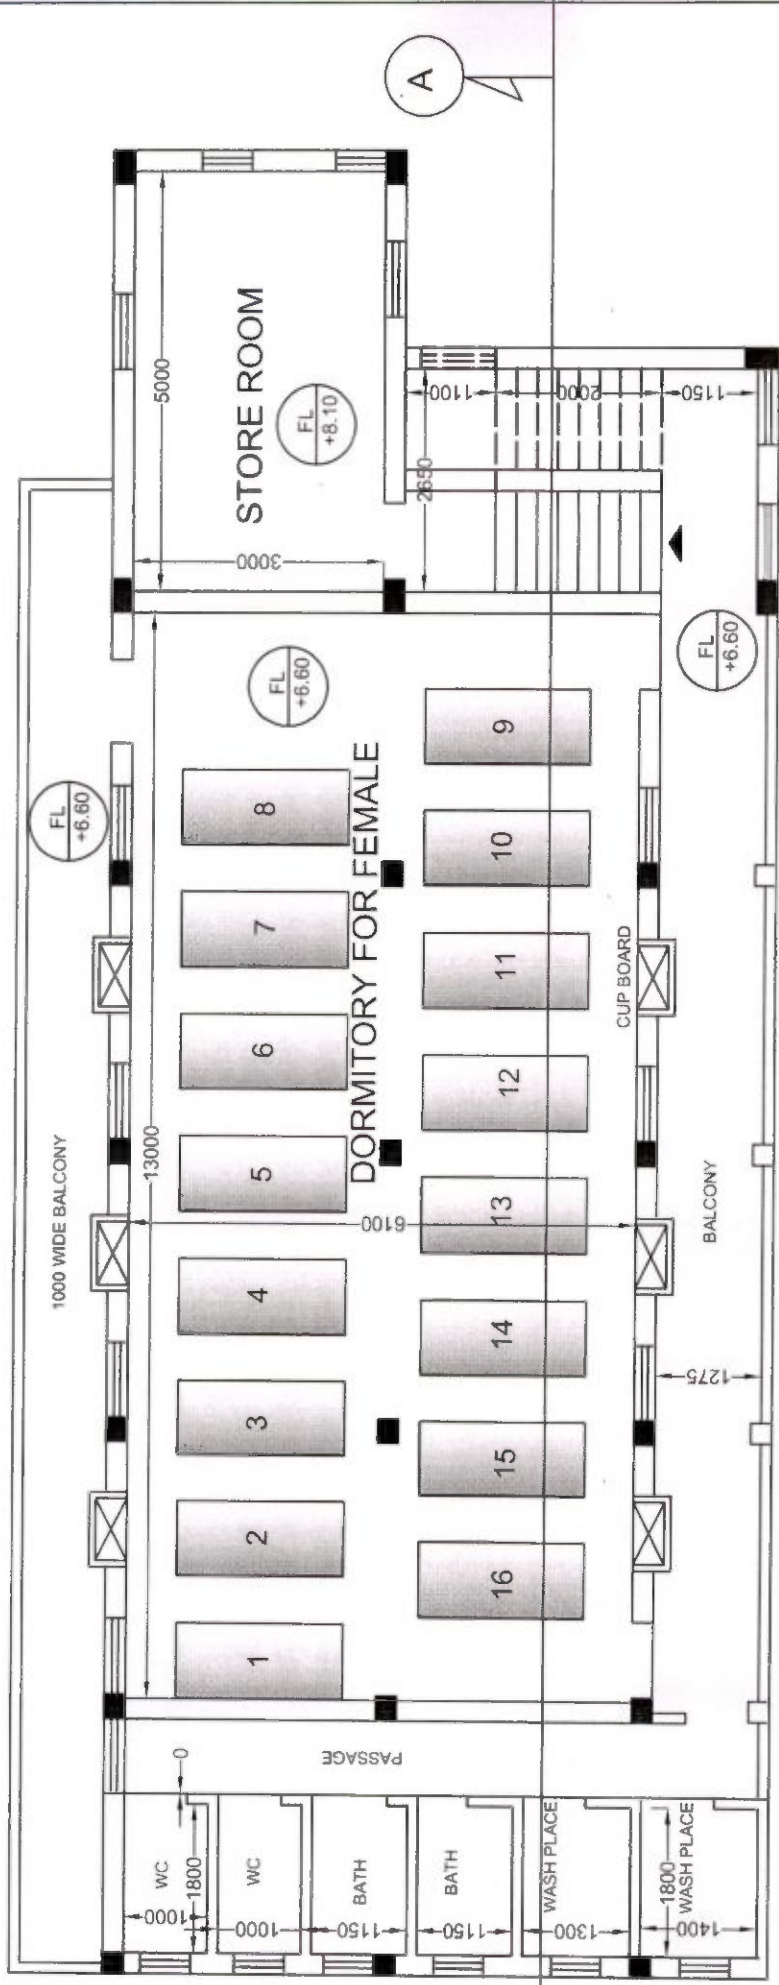 A
5000
STORE ROOM
FL
+8.10
3000
2650
1100
2000
1150
FL
+6.60
FL
+6.60
FL
+6.60
1000 WIDE BALCONY
13000
DORMITORY FOR FEMALE
1
2
3
4
5
6
7
8
9
10
11
12
13
14
15
16
6100
CUP BOARD
BALCONY
1275
PASSAGE
0
WC
1000
1800
WC
1000
BATH
1150
BATH
1150
WASH PLACE
1300
WASH PLACE
1800
1400